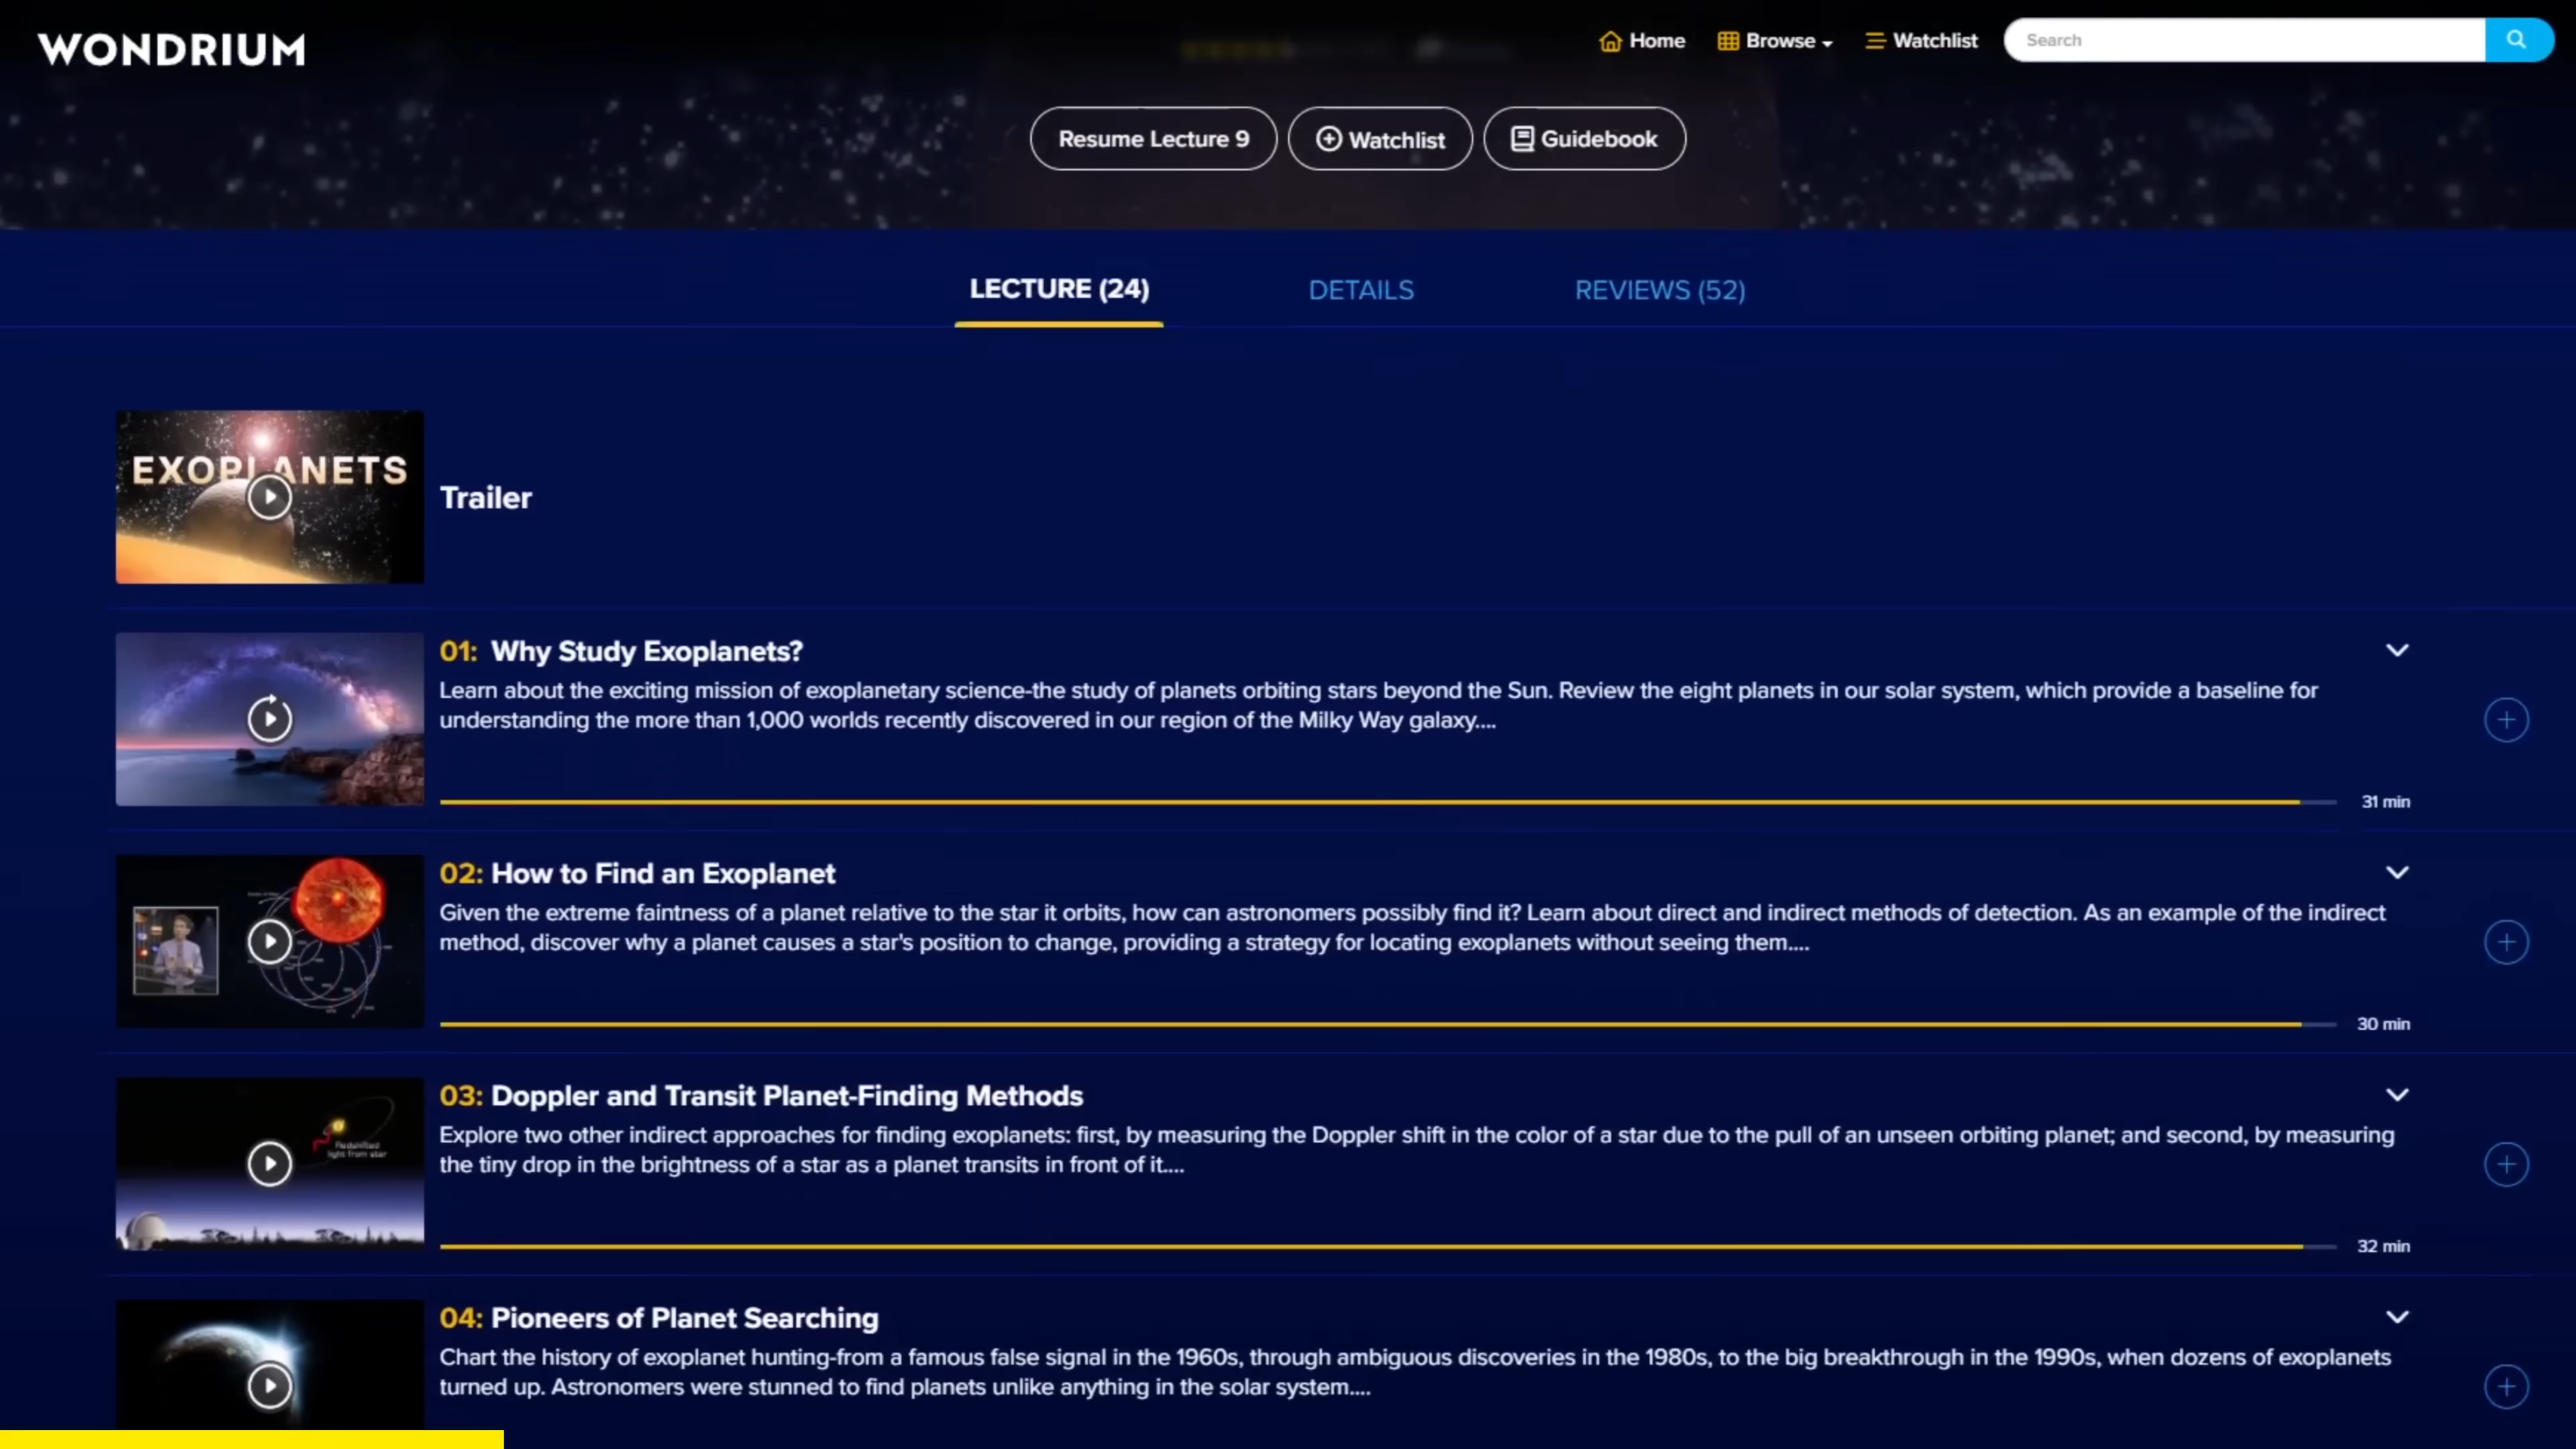 WONDRIUM
Home
Browse
Watchlist
Search
Resume Lecture 9
Watchlist
Guidebook
LECTURE (24)
DETAILS
REVIEWS (52)
EXOPLANETS
Trailer
01: Why Study Exoplanets?
Learn about the exciting mission of exoplanetary science-the study of planets orbiting stars beyond the Sun. Review the eight planets in our solar system, which provide a baseline for
understanding the more than 1,000 worlds recently discovered in our region of the Milky Way galaxy....
31 min
02: How to Find an Exoplanet
Given the extreme faintness of a planet relative to the star it orbits, how can astronomers possibly find it? Learn about direct and indirect methods of detection. As an example of the indirect
method, discover why a planet causes a star's position to change, providing a strategy for locating exoplanets without seeing them....
30 min
Redshifted
light from star
03: Doppler and Transit Planet-Finding Methods
Explore two other indirect approaches for finding exoplanets: first, by measuring the Doppler shift in the color of a star due to the pull of an unseen orbiting planet; and second, by measuring
the tiny drop in the brightness of a star as a planet transits in front of it....
32 min
04: Pioneers of Planet Searching
Chart the history of exoplanet hunting-from a famous false signal in the 1960s, through ambiguous discoveries in the 1980s, to the big breakthrough in the 1990s, when dozens of exoplanets
turned up. Astronomers were stunned to find planets unlike anything in the solar system....